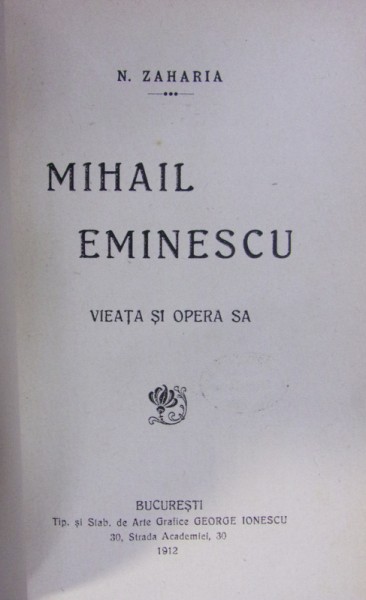 N. ZAHARIA
MIHAIL
EMINESCU
VIEAȚA ȘI OPERA SA
BUCUREȘTI
Tip. și Stab. de Arte Grafice GEORGE IONESCU
30, Strada Academiei, 30
1912